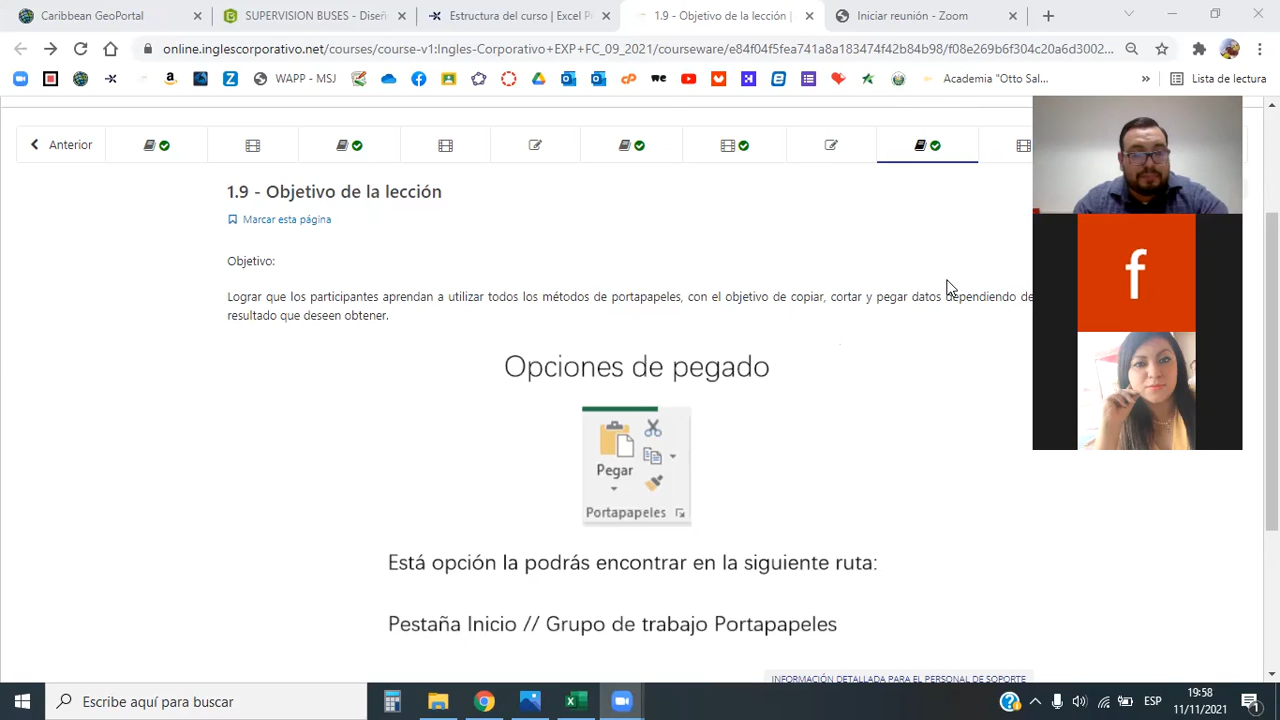 Caribbean GeoPortal
SUPERVISION BUSES - Diseñ
Estructura del curso | Excel P
1.9 - Objetivo de la lección |
Iniciar reunión - Zoom
online.inglescorporativo.net/courses/course-v1:Ingles-Corporativo+EXP+FC_09_2021/courseware/e84f04f5fea741a8a183474f42b84b98/f08e269b6f304c20a6d3002...
WAPP - MSJ
Academia "Otto Sal...
»
Lista de lectura
Anterior
1.9 - Objetivo de la lección
Marcar esta página
Objetivo:
Lograr que los participantes aprendan a utilizar todos los métodos de portapapeles, con el objetivo de copiar, cortar y pegar datos dependiendo de
resultado que deseen obtener.
f
Opciones de pegado
Pegar
Portapapeles
Está opción la podrás encontrar en la siguiente ruta:
Pestaña Inicio // Grupo de trabajo Portapapeles
INFORMACIÓN DETALLADA PARA EL PERSONAL DE SOPORTE
Escribe aquí para buscar
ESP
19:58
11/11/2021